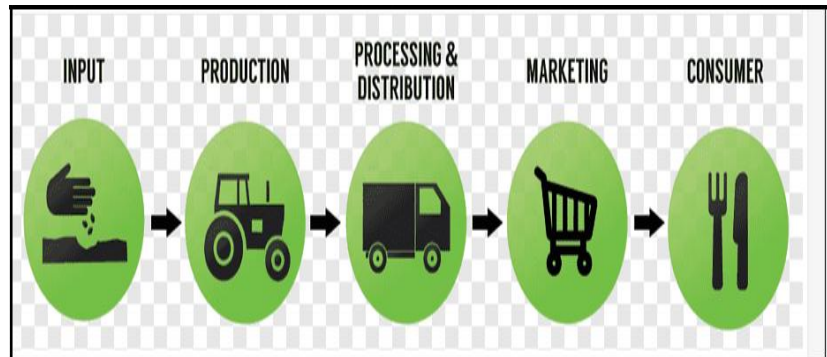 INPUT
PRODUCTION
PROCESSING &
DISTRIBUTION
MARKETING
CONSUMER